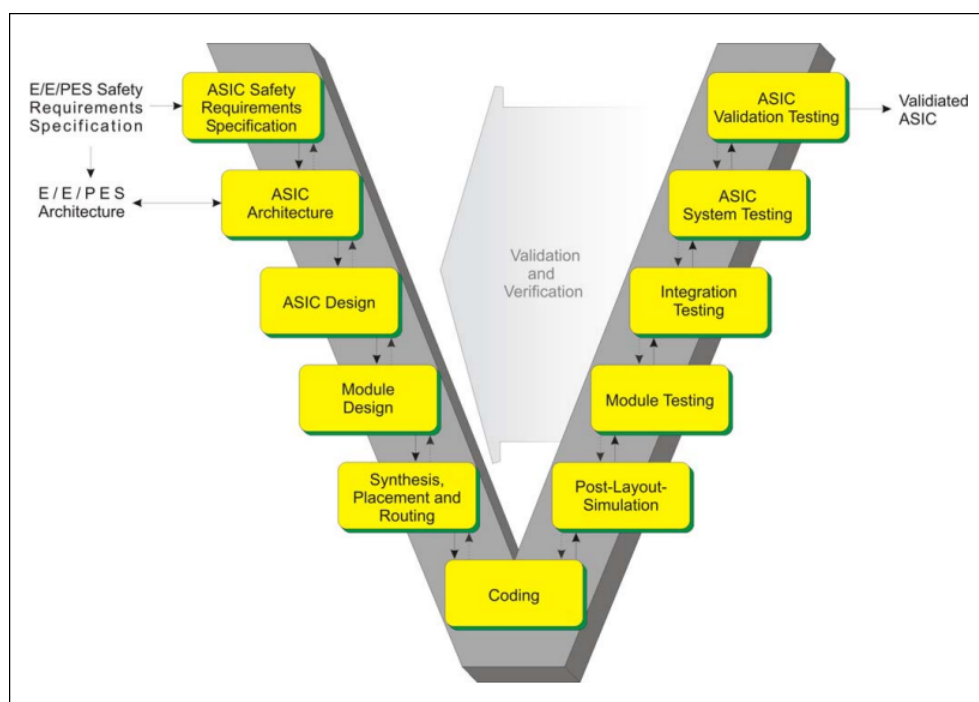 E/E/PES Safety
Requirements
Specification
ASIC Safety
Requirements
Specification
E/E/PES
Architecture
ASIC
Architecture
ASIC Design
Module
Design
Synthesis,
Placement and
Routing
Coding
Validation
and
Verification
Post-Layout-
Simulation
Module Testing
Integration
Testing
ASIC
System Testing
ASIC
Validation Testing
Validiated
ASIC